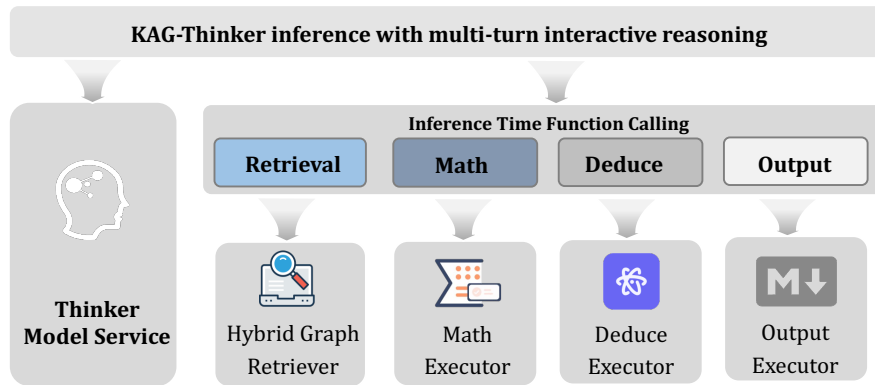 KAG-Thinker inference with multi-turn interactive reasoning
Inference Time Function Calling
Retrieval
Math
Deduce
Output
Thinker
Model Service
Hybrid Graph
Retriever
Math
Executor
Deduce
Executor
M
Output
Executor